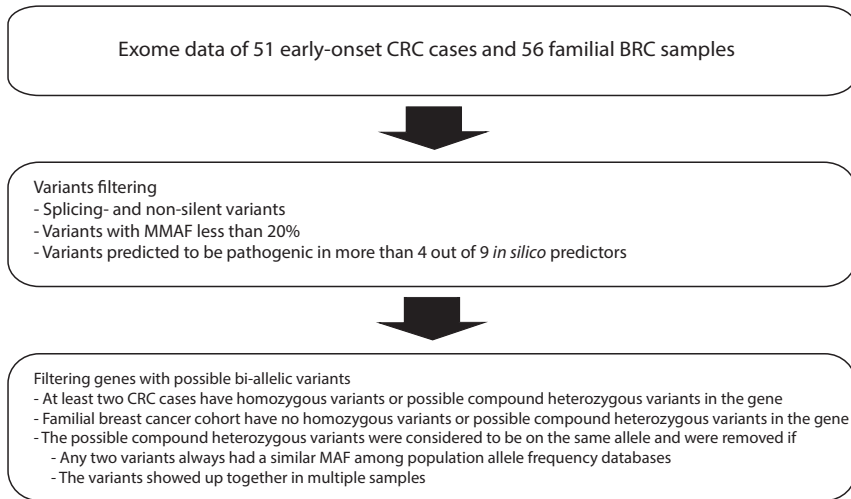 Exome data of 51 early-onset CRC cases and 56 familial BRC samples
Variants filtering
- Splicing- and non-silent variants
- Variants with MMAF less than 20%
- Variants predicted to be pathogenic in more than 4 out of 9 in silico predictors
Filtering genes with possible bi-allelic variants
- At least two CRC cases have homozygous variants or possible compound heterozygous variants in the gene
- Familial breast cancer cohort have no homozygous variants or possible compound heterozygous variants in the gene
- The possible compound heterozygous variants were considered to be on the same allele and were removed if
- Any two variants always had a similar MAF among population allele frequency databases
- The variants showed up together in multiple samples